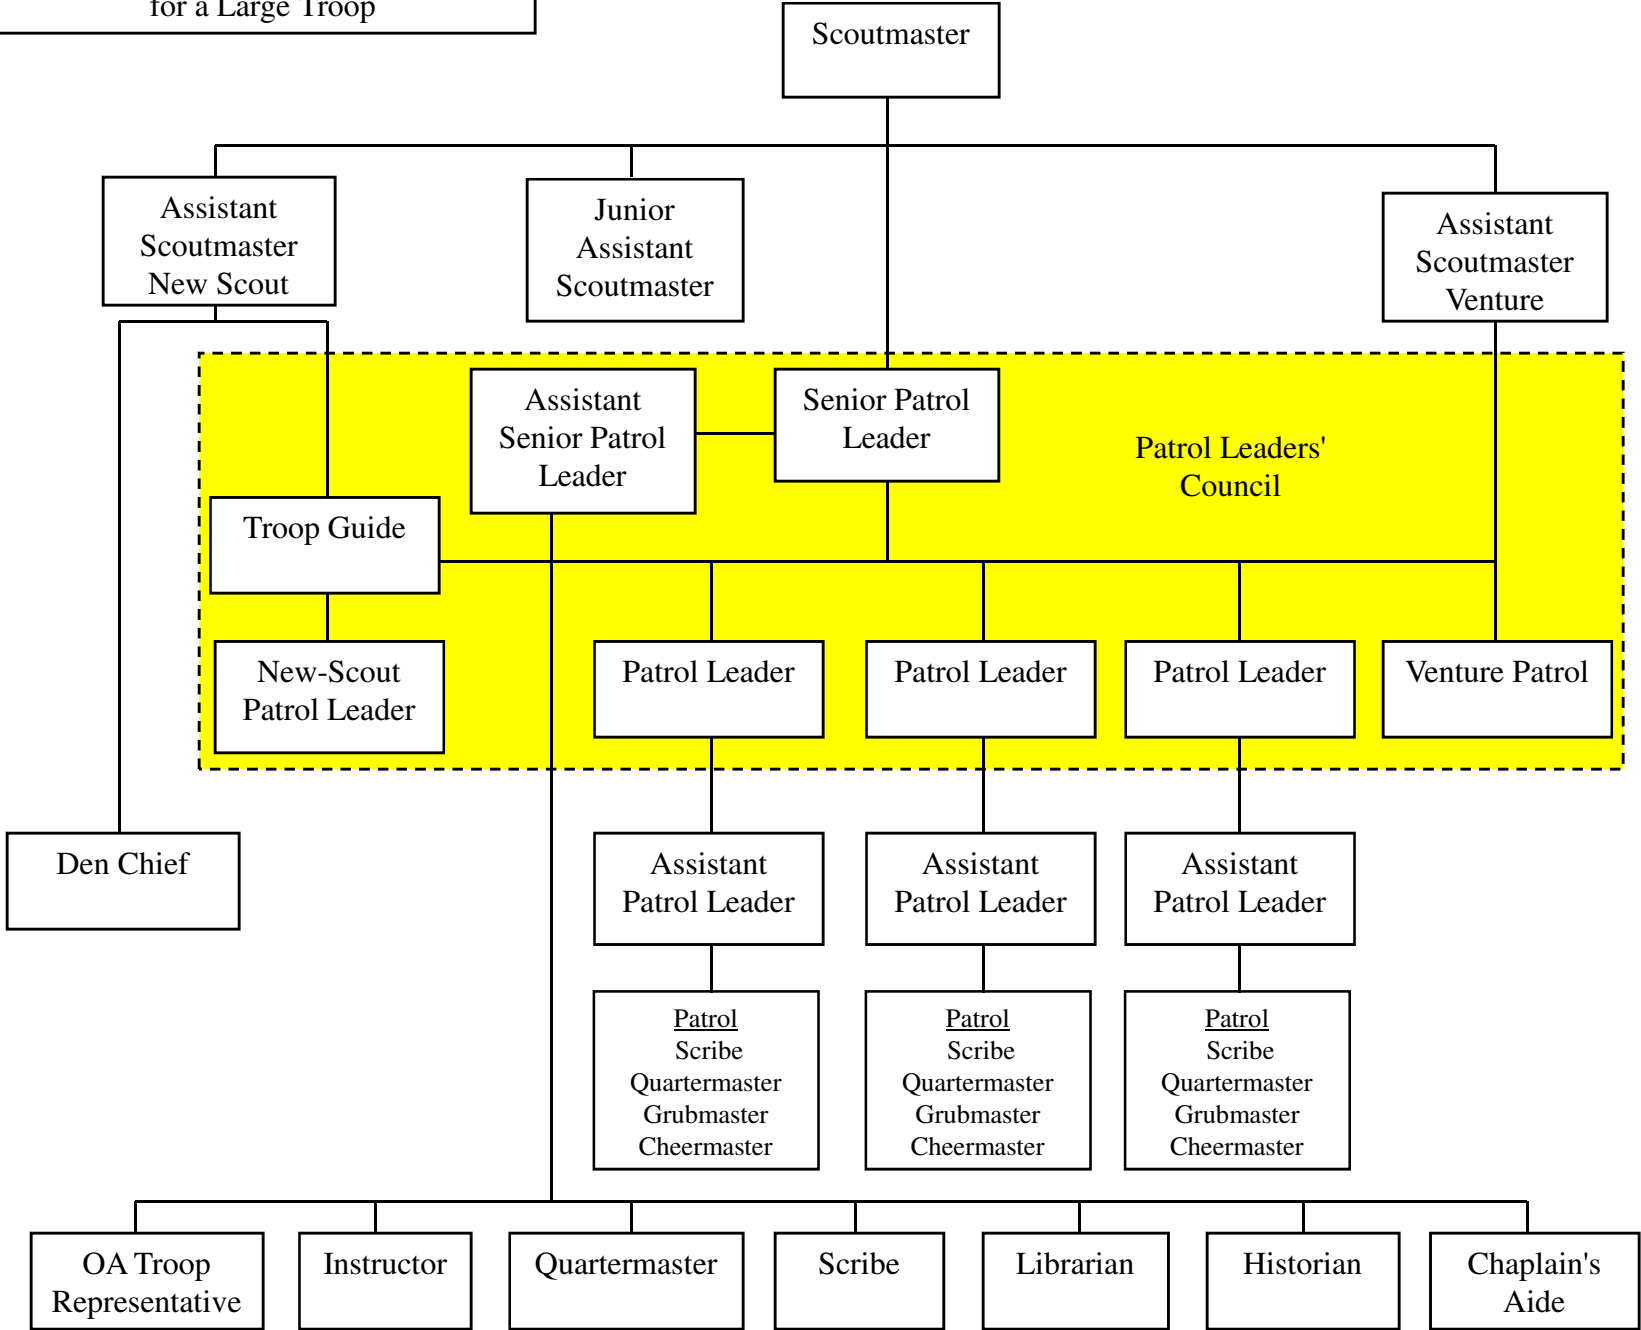 for a Large Troop
Scoutmaster
Assistant
Scoutmaster
New Scout
Junior
Assistant
Scoutmaster
Assistant
Scoutmaster
Venture
Assistant
Senior Patrol
Leader
Senior Patrol
Leader
Patrol Leaders'
Council
Troop Guide
New-Scout
Patrol Leader
Patrol Leader
Patrol Leader
Patrol Leader
Venture Patrol
Den Chief
Assistant
Patrol Leader
Assistant
Patrol Leader
Assistant
Patrol Leader
Patrol
Scribe
Quartermaster
Grubmaster
Cheermaster
Patrol
Scribe
Quartermaster
Grubmaster
Cheermaster
Patrol
Scribe
Quartermaster
Grubmaster
Cheermaster
OA Troop
Representative
Instructor
Quartermaster
Scribe
Librarian
Historian
Chaplain's
Aide